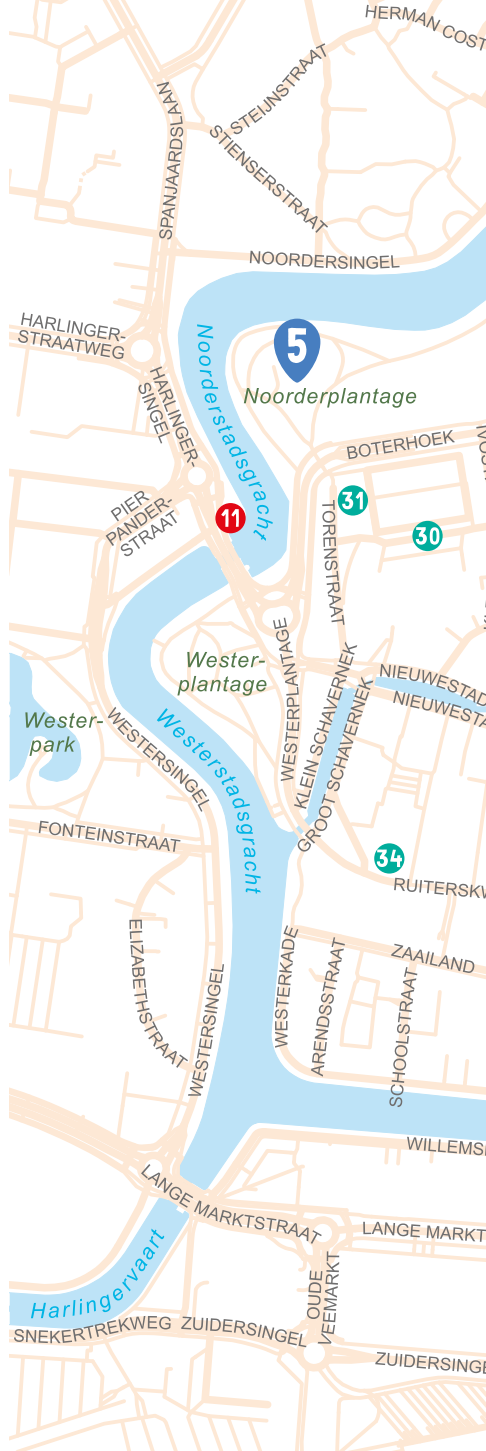 HERMAN COST
STEIJNSTRAAT
SPANJAARDSLAAN
STIENSERSTRAAT
NOORDERSINGEL
HARLINGER-
STRAATWEG
5
Noorderstadsgracht
HARLINGER-
SINGEL
Noorderplantage
BOTERHOEK
PIER
PANDER-
STRAAT
11
31
30
TORENSTRAAT
Wester-
plantage
WESTERPLANTAGE
KLEIN SCHAVERNEK
GROOT SCHAVERNEK
NIEUWESTAD
NIEUWESTA
Wester-
park
WESTERSINGEL
Westerstadsgracht
FONTEINSTRAAT
34
RUITERSKW
ELIZABETHSTRAAT
WESTERSINGEL
WESTERKADE
ARENDSSTRAAT
ZAAILAND
SCHOOLSTRAAT
WILLEMS
LANGE MARKTSTRAAT
LANGE MARKT
Harlingervaart
OUDE
VEEMARKT
SNEKERTREKWEG
ZUIDERSINGEL
ZUIDERSINGE